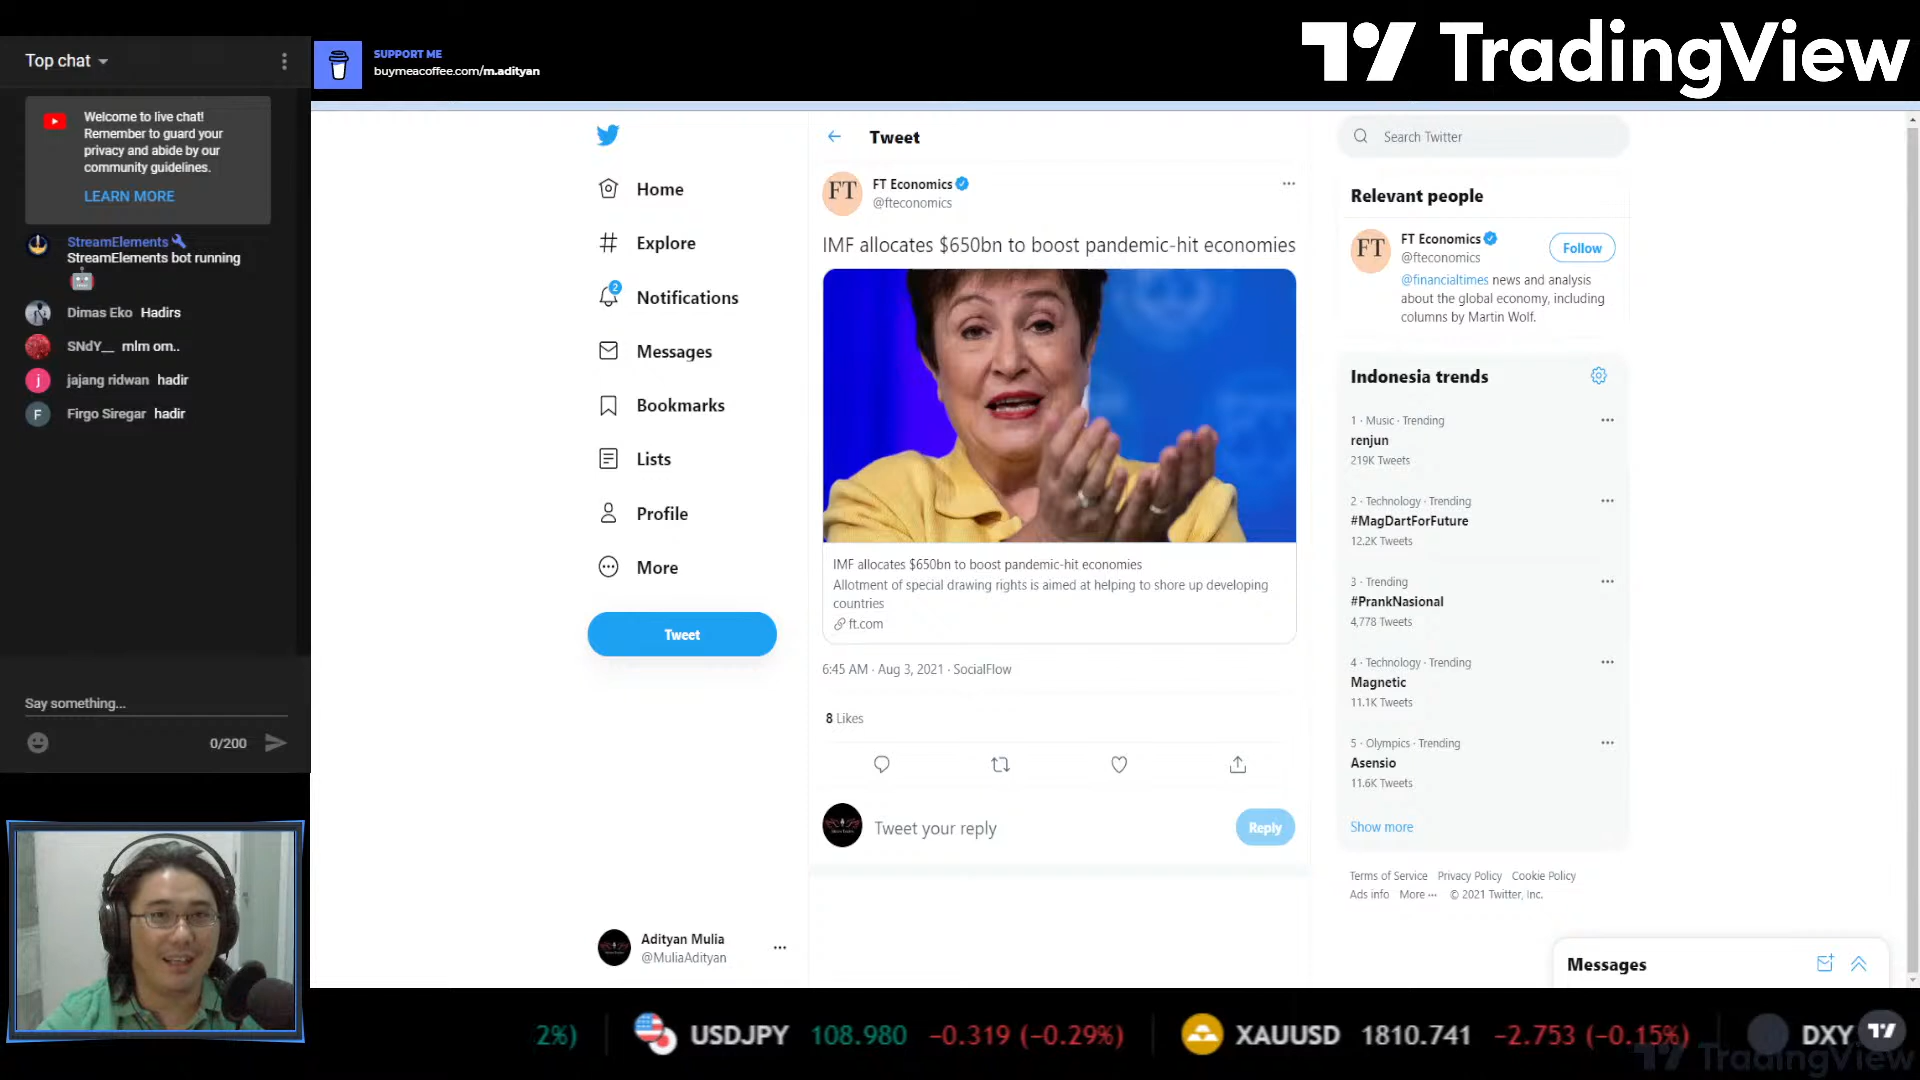 Top chat
Welcome to live chat!
Remember to guard your
privacy and abide by our
community guidelines.
LEARN MORE
StreamElements
StreamElements bot running
Dimas Eko Hadirs
SNdY__ mlm om..
j
jajang ridwan hadir
F
Firgo Siregar hadir
Say something...
0/200
SUPPORT ME
buymeacoffee.com/m.adityan
TradingView
Home
Explore
2
Notifications
Messages
Bookmarks
Lists
Profile
More
Tweet
Adityan Mulia
@MuliaAdityan
Tweet
FT
FT Economics
@fteconomics
IMF allocates $650bn to boost pandemic-hit economies
IMF allocates $650bn to boost pandemic-hit economies
Allotment of special drawing rights is aimed at helping to shore up developing
countries
ft.com
6:45 AM · Aug 3, 2021 · SocialFlow
8 Likes
Tweet your reply
Reply
Search Twitter
Relevant people
FT
FT Economics
@fteconomics
Follow
@financialtimes news and analysis
about the global economy, including
columns by Martin Wolf.
Indonesia trends
1 · Music · Trending
renjun
219K Tweets
2 · Technology · Trending
#MagDartForFuture
12.2K Tweets
3 · Trending
#PrankNasional
4,778 Tweets
4 · Technology · Trending
Magnetic
11.1K Tweets
5 · Olympics · Trending
Asensio
11.6K Tweets
Show more
Terms of Service Privacy Policy Cookie Policy
Ads info More ··· © 2021 Twitter, Inc.
Messages
2%) USDJPY 108.980 −0.319 (−0.29%) XAUUSD 1810.741 −2.753 (−0.15%) DXY
TradingView